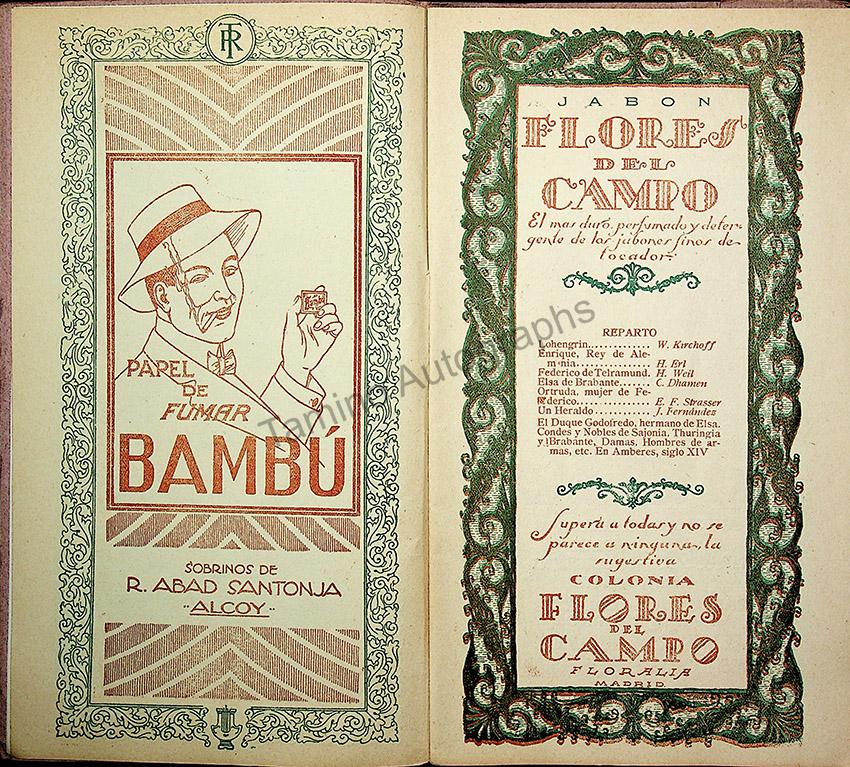 TR
PAPEL
DE
FUMAR
BAMBÚ
SOBRINOS DE
R. ABAD SANTONJA
ALCOY
JABON
FLORES
DEL
CAMPO
El mas duro, perfumado y deter-
gente de los jabones finos de
tocador
REPARTO
Lohengrin............. W. Kirchoff
Enrique, Rey de Ale-
mania............... H. Erl
Federico de Telramund. H. Weil
Elsa de Brabante...... C. Dhamen
Ortruda, mujer de Fe-
derico.............. E. F. Strasser
Un Heraldo........... J. Fernández
El Duque Godofredo, hermano de Elsa.
Condes y Nobles de Sajonia, Thuringia
y Brabante, Damas, Hombres de ar-
mas, etc. En Amberes, siglo XIV
Supera a todas y no se
parece a ninguna, la
sugestiva
COLONIA
FLORES
DEL
CAMPO
FLORALIA
MADRID
Taming Autographs